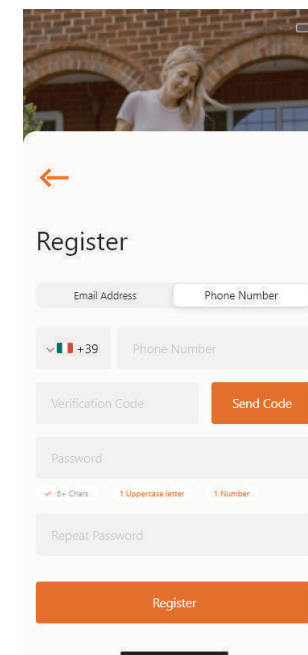 Register
Email Address Phone Number
+39 Phone Number
Verification Code Send Code
Password
6+ Chars 1 Uppercase letter 1 Number
Repeat Password
Register